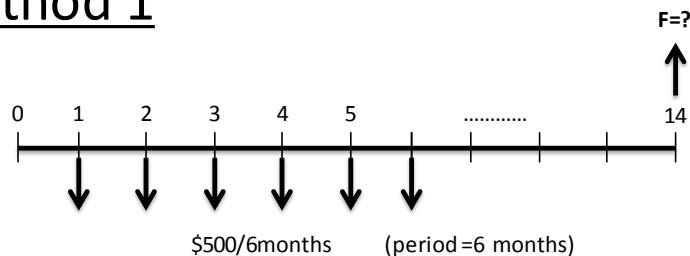 thod 1
F=?
0 1 2 3 4 5 ............ 14
$500/6months (period=6 months)